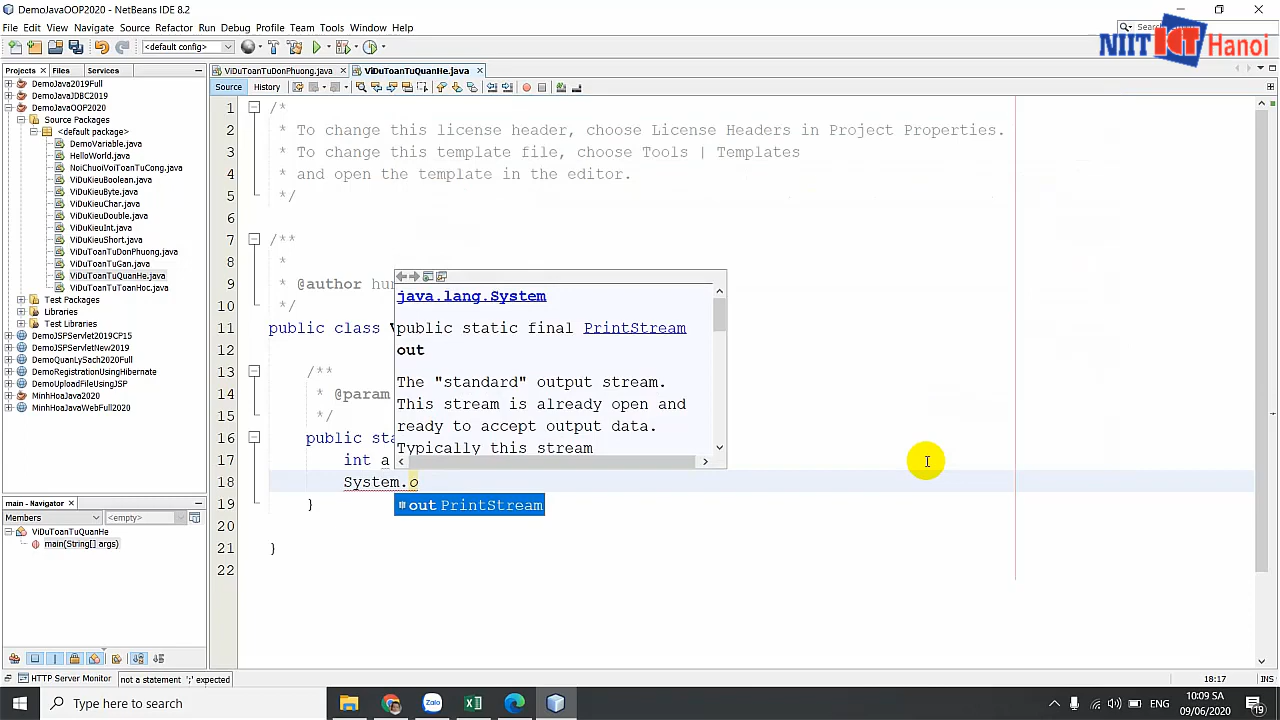 DemoJavaOOP2020 - NetBeans IDE 8.2
File Edit View Navigate Source Refactor Run Debug Profile Team Tools Window Help
NIIT ICT Hanoi
<default config>
Projects Files Services
ViDuToanTuDonPhuong.java ViDuToanTuQuanHe.java
Source History
DemoJava2019Full
DemoJavaJDBC2019
DemoJavaOOP2020
Source Packages
<default package>
DemoVariable.java
HelloWorld.java
NoiChuoiVoiToanTuCong.java
ViDuKieuBoolean.java
ViDuKieuByte.java
ViDuKieuChar.java
ViDuKieuDouble.java
ViDuKieuInt.java
ViDuKieuShort.java
ViDuToanTuDonPhuong.java
ViDuToanTuGan.java
ViDuToanTuQuanHe.java
ViDuToanTuToanHoc.java
Test Packages
Libraries
Test Libraries
DemoJSPServlet2019CP15
DemoJSPServletNew2019
DemoQuanLySach2020Full
DemoRegistrationUsingHibernate
DemoUploadFileUsingJSP
MinhHoaJava2020
MinhHoaJavaWebFull2020
main - Navigator
Members <empty>
ViDuToanTuQuanHe
main(String[] args)
1 /*
2 * To change this license header, choose License Headers in Project Properties.
3 * To change this template file, choose Tools | Templates
4 * and open the template in the editor.
5 */
6
7 /**
8 *
9 * @author
10 */
11 public class
12
13 /**
14 * @param
15 */
16 public
17 int a
18 System.o
19 }
20
21 }
22
java.lang.System
public static final PrintStream
out
The "standard" output stream.
This stream is already open and
ready to accept output data.
Typically this stream
out PrintStream
HTTP Server Monitor not a statement ';' expected 18:17 INS
Type here to search
Zalo
ENG
10:09 SA
09/06/2020
19